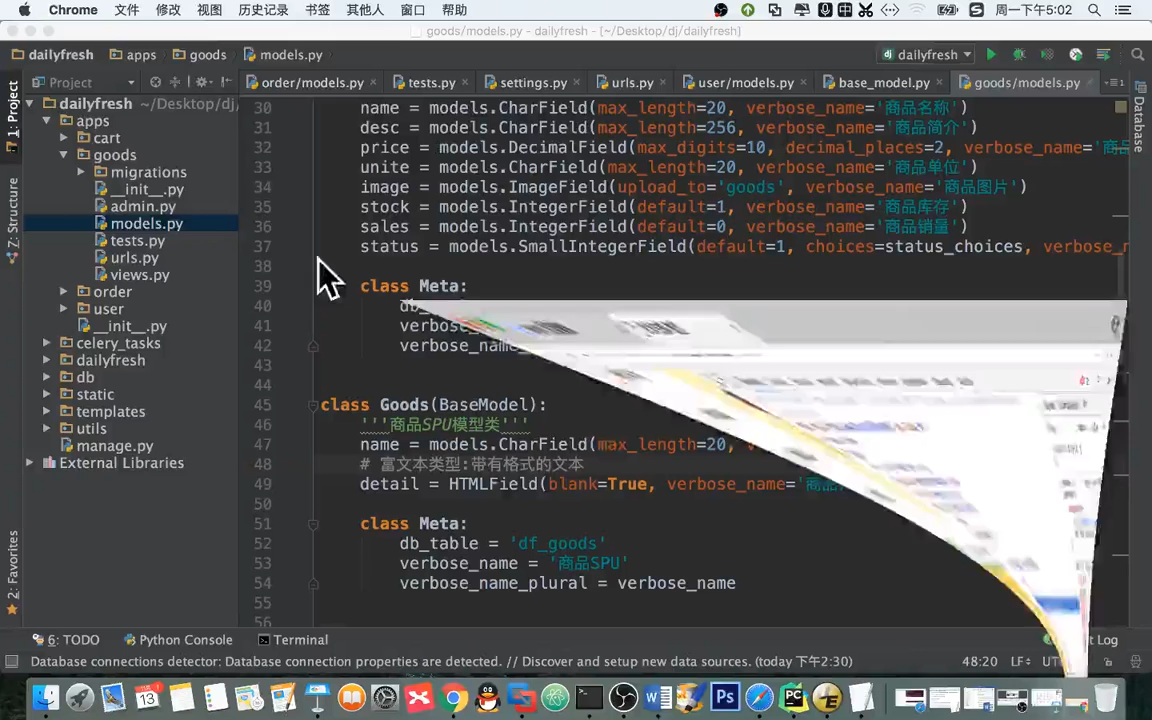 Chrome 文件 修改 视图 历史记录 书签 其他人 窗口 帮助 周一下午5:02
goods/models.py - dailyfresh - [~/Desktop/dj/dailyfresh]
dailyfresh apps goods models.py dailyfresh
Project order/models.py tests.py settings.py urls.py user/models.py base_model.py goods/models.py
1: Project
7: Structure
2: Favorites
Database
dailyfresh ~/Desktop/dj/
apps
cart
goods
migrations
__init__.py
admin.py
models.py
tests.py
urls.py
views.py
order
user
__init__.py
celery_tasks
dailyfresh
db
static
templates
utils
manage.py
External Libraries
30 name = models.CharField(max_length=20, verbose_name='商品名称')
31 desc = models.CharField(max_length=256, verbose_name='商品简介')
32 price = models.DecimalField(max_digits=10, decimal_places=2, verbose_name='商品
33 unite = models.CharField(max_length=20, verbose_name='商品单位')
34 image = models.ImageField(upload_to='goods', verbose_name='商品图片')
35 stock = models.IntegerField(default=1, verbose_name='商品库存')
36 sales = models.IntegerField(default=0, verbose_name='商品销量')
37 status = models.SmallIntegerField(default=1, choices=status_choices, verbose_n
38
39 class Meta:
40 db_
41 verbose_
42 verbose_name_
43
44
45 class Goods(BaseModel):
46 '''商品SPU模型类'''
47 name = models.CharField(max_length=20,
48 # 富文本类型:带有格式的文本
49 detail = HTMLField(blank=True, verbose_name='商品
50
51 class Meta:
52 db_table = 'df_goods'
53 verbose_name = '商品SPU'
54 verbose_name_plural = verbose_name
55
56
6: TODO Python Console Terminal t Log
Database connections detector: Database connection properties are detected. // Discover and setup new data sources. (today 下午2:30) 48:20 LF÷ UT